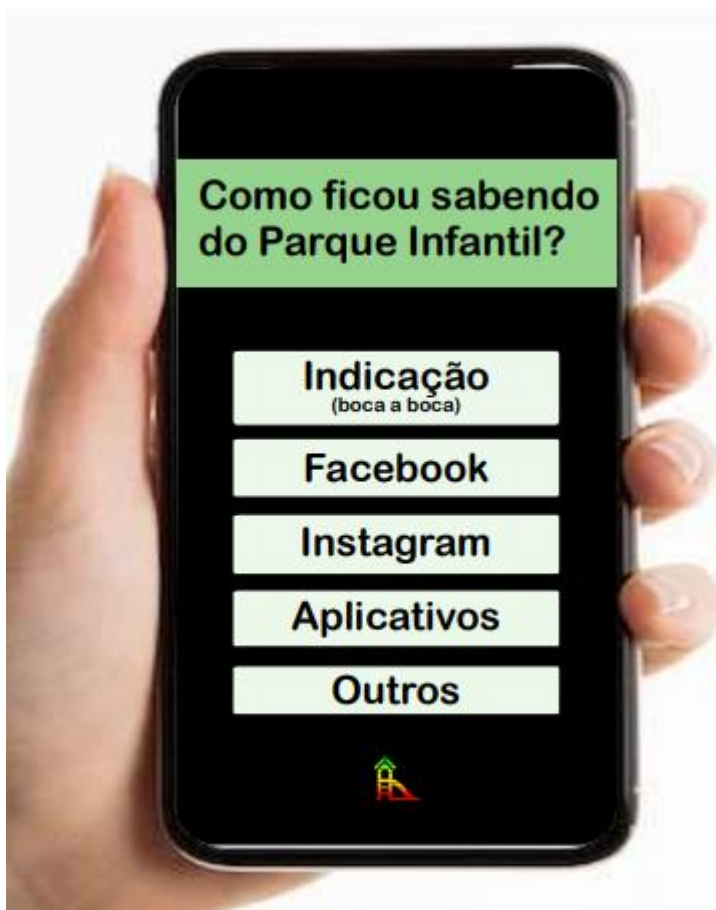 Como ficou sabendo
do Parque Infantil?
Indicação
(boca a boca)
Facebook
Instagram
Aplicativos
Outros